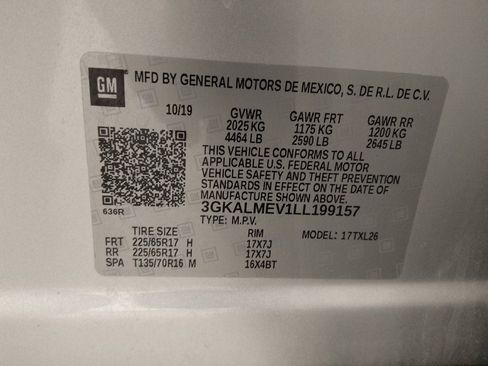 GM
MFD BY GENERAL MOTORS DE MEXICO, S. DE R.L. DE C.V.
10/19 GVWR GAWR FRT GAWR RR
2025 KG 1175 KG 1200 KG
4464 LB 2590 LB 2645 LB
THIS VEHICLE CONFORMS TO ALL
APPLICABLE U.S. FEDERAL MOTOR
VEHICLE SAFETY AND THEFT
PREVENTION STANDARDS IN EFFECT ON
THE DATE OF MANUFACTURE SHOWN ABOVE.
636R 3GKALMEV1LL199157
TYPE: M.P.V.
TIRE SIZE RIM MODEL: 17TXL26
FRT 225/65R17 H 17X7J
RR 225/65R17 H 17X7J
SPA T135/70R16 M 16X4BT